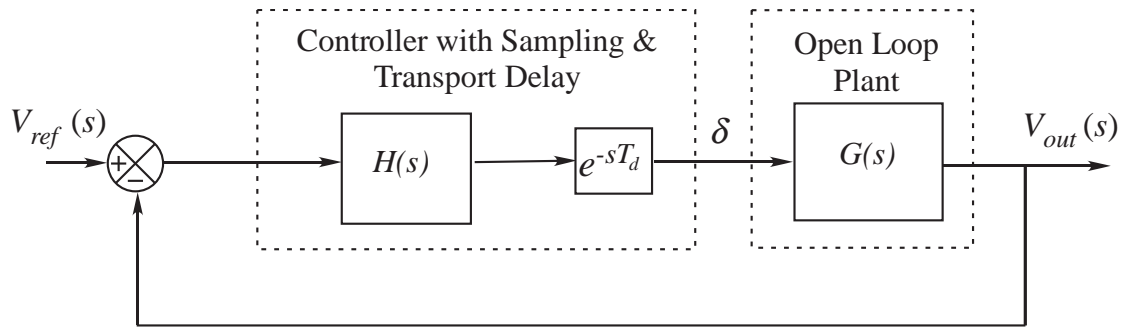 Controller with Sampling &
Transport Delay
Open Loop
Plant
V_ref (s)
+
−
H(s)
e^-sT_d
δ
G(s)
V_out (s)